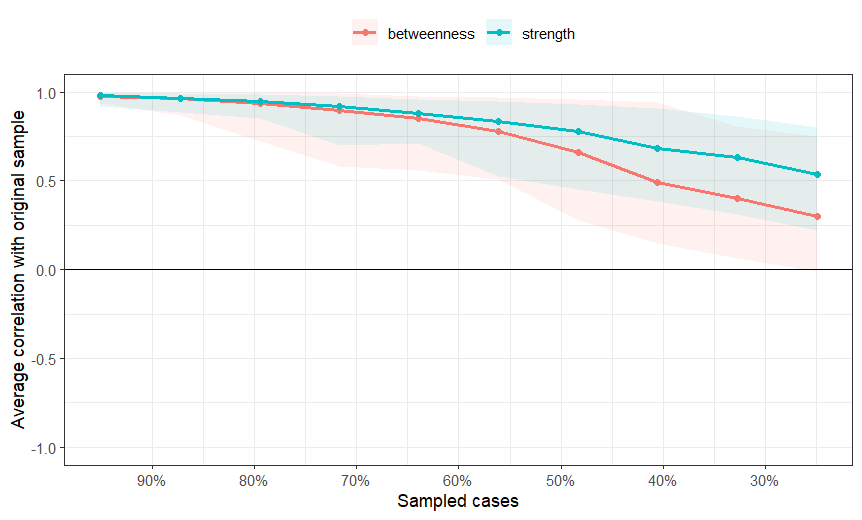 betweenness strength
Average correlation with original sample
1.0
0.5
0.0
-0.5
-1.0
90% 80% 70% 60% 50% 40% 30%
Sampled cases